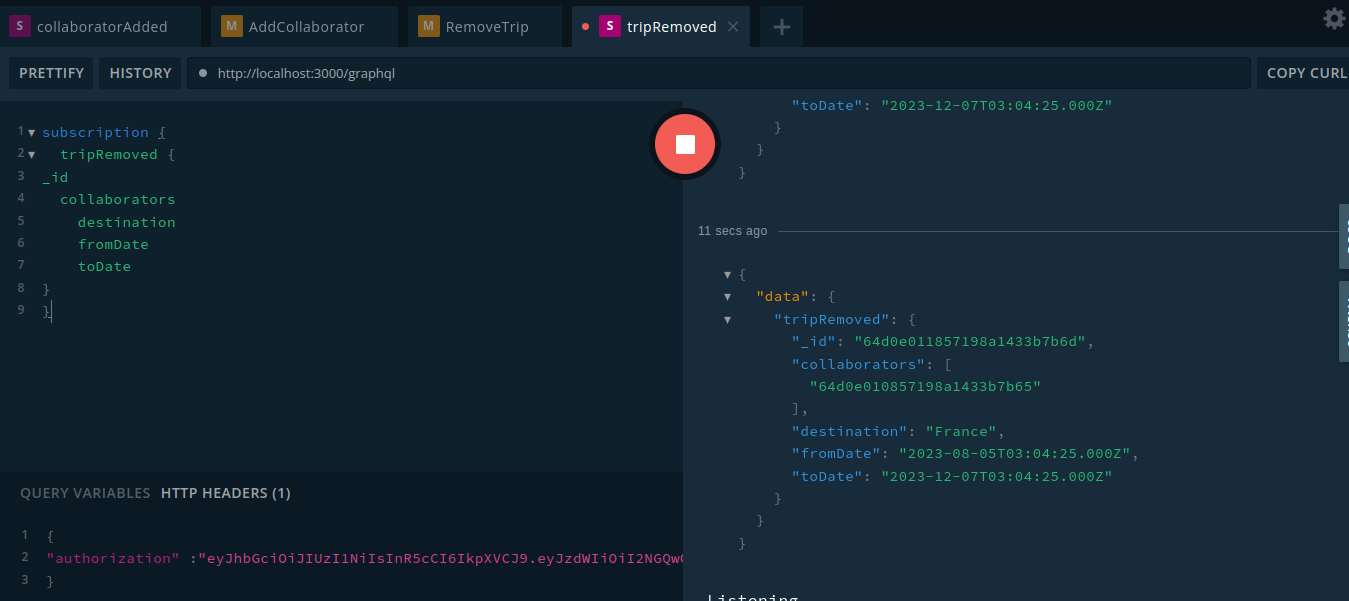 S collaboratorAdded M AddCollaborator M RemoveTrip S tripRemoved
PRETTIFY HISTORY http://localhost:3000/graphql COPY CURL
1 subscription {
2 tripRemoved {
3 _id
4 collaborators
5 destination
6 fromDate
7 toDate
8 }
9 }
QUERY VARIABLES HTTP HEADERS (1)
1 {
2 "authorization" :"eyJhbGciOiJIUzI1NiIsInR5cCI6IkpXVCJ9.eyJzdWIiOiI2NGQw
3 }
"toDate": "2023-12-07T03:04:25.000Z"
}
}
}
11 secs ago
{
"data": {
"tripRemoved": {
"_id": "64d0e011857198a1433b7b6d",
"collaborators": [
"64d0e010857198a1433b7b65"
],
"destination": "France",
"fromDate": "2023-08-05T03:04:25.000Z",
"toDate": "2023-12-07T03:04:25.000Z"
}
}
}
Listening